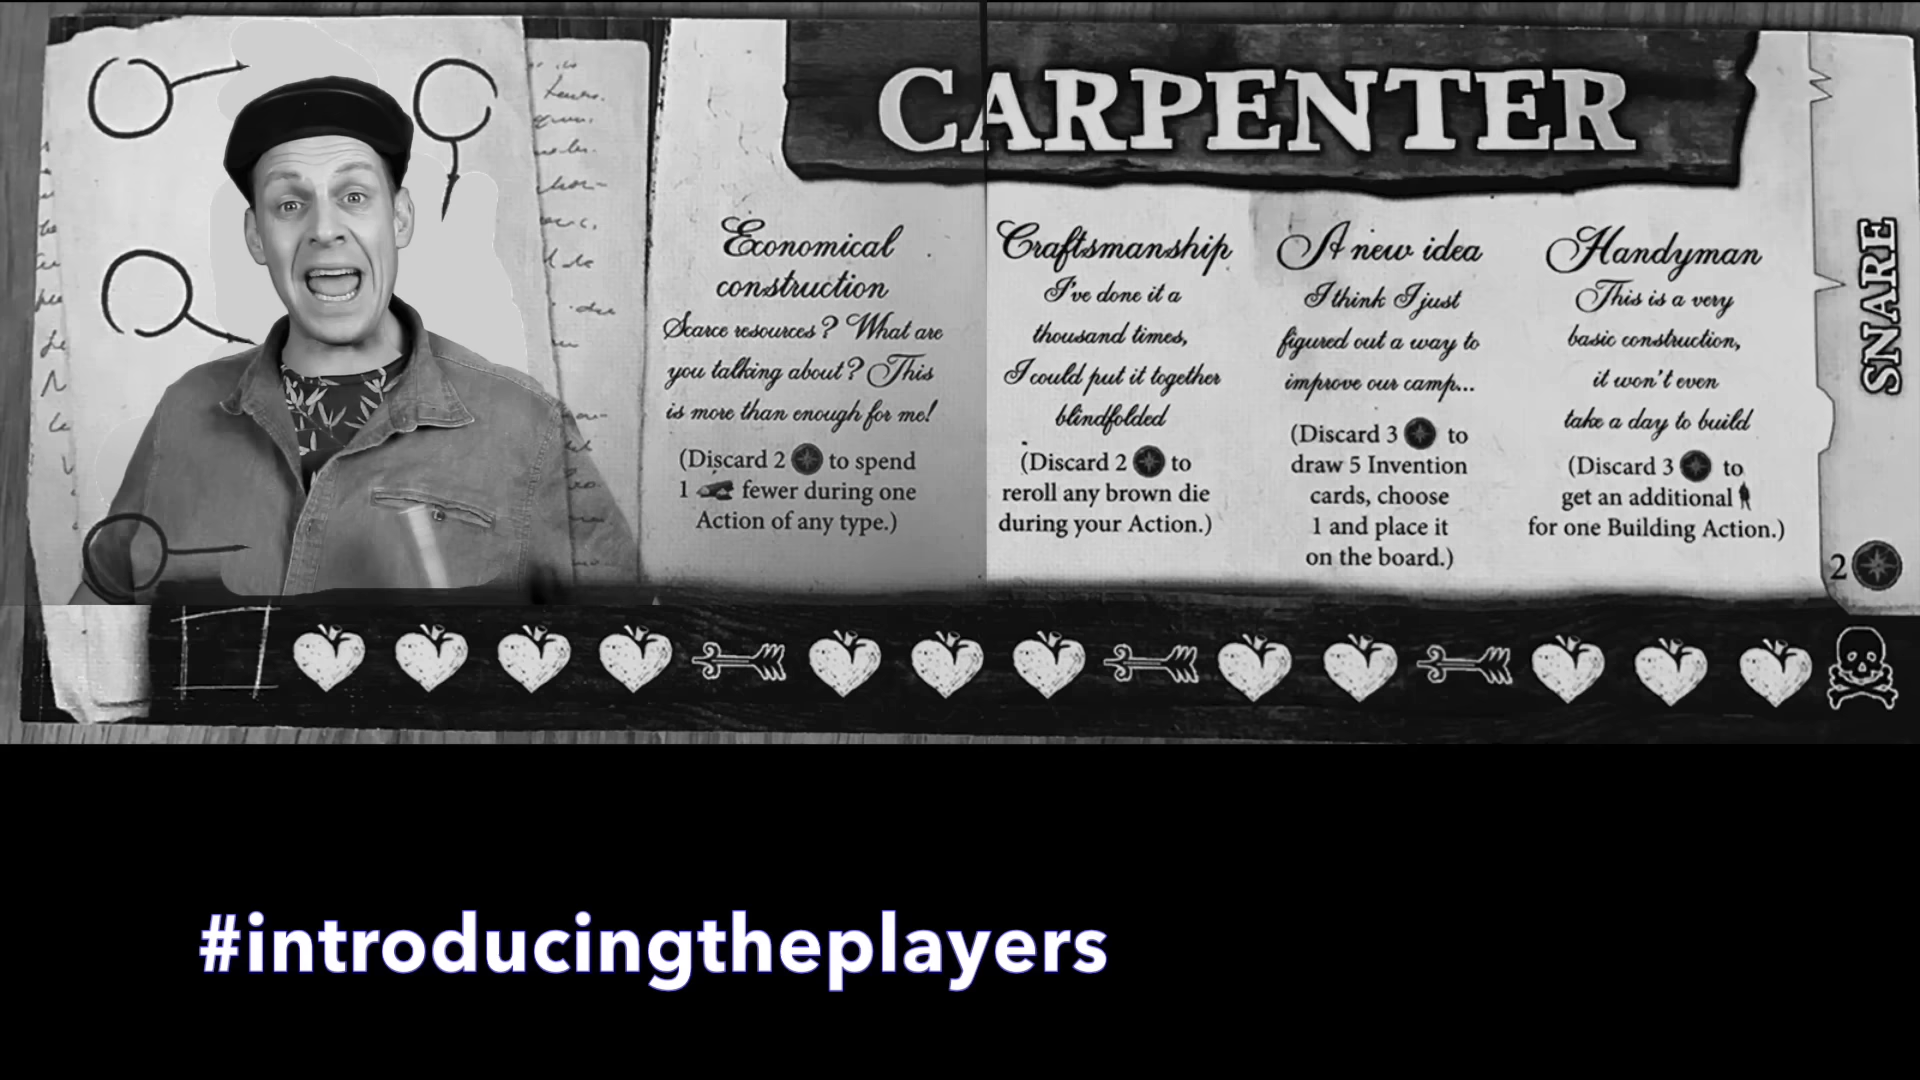 CARPENTER
Economical
construction
Scarce resources? What are
you talking about? This
is more than enough for me!
(Discard 2 to spend
1 fewer during one
Action of any type.)
Craftsmanship
I've done it a
thousand times,
I could put it together
blindfolded
(Discard 2 to
reroll any brown die
during your Action.)
A new idea
I think I just
figured out a way to
improve our camp...
(Discard 3 to
draw 5 Invention
cards, choose
1 and place it
on the board.)
Handyman
This is a very
basic construction,
it won't even
take a day to build
(Discard 3 to
get an additional
for one Building Action.)
SNARE
2
#introducingtheplayers